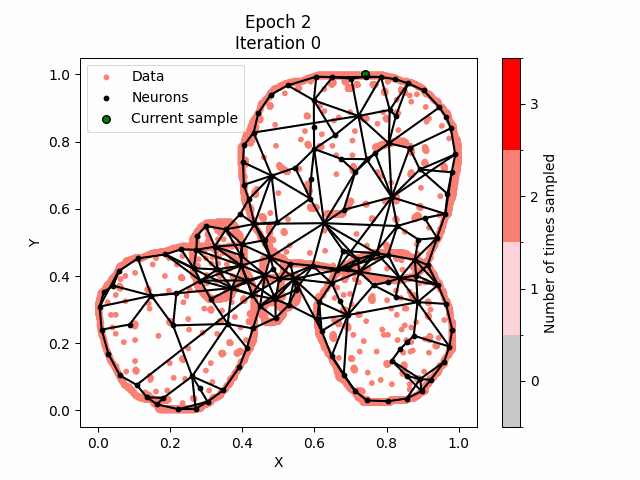 Epoch 2
Iteration 0
Data
Neurons
Current sample
1.0
0.8
0.6
0.4
0.2
0.0
Y
0.0 0.2 0.4 0.6 0.8 1.0
X
3
2
1
0
Number of times sampled